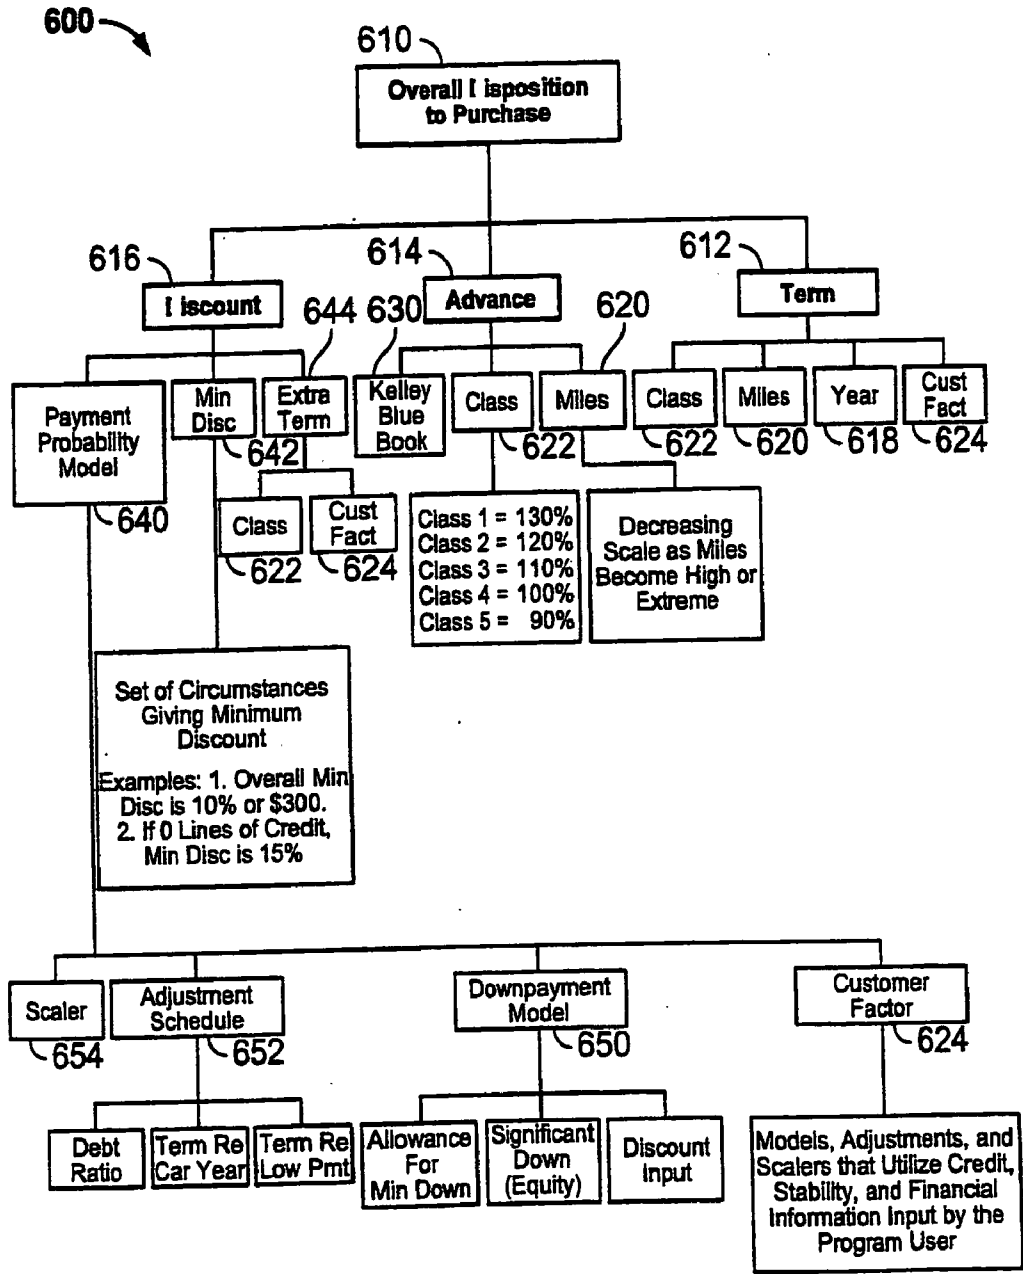 600
610
Overall I isposition
to Purchase
616
614
612
I iscount
644
630
Advance
620
Term
Payment
Probability
Model
640
Min
Disc
642
Extra
Term
Kelley
Blue
Book
Class
622
Miles
Class
622
Miles
620
Year
618
Cust
Fact
624
Class
622
Cust
Fact
624
Class 1 = 130%
Class 2 = 120%
Class 3 = 110%
Class 4 = 100%
Class 5 = 90%
Decreasing
Scale as Miles
Become High or
Extreme
Set of Circumstances
Giving Minimum
Discount
Examples: 1. Overall Min
Disc is 10% or $300.
2. If 0 Lines of Credit,
Min Disc is 15%
Scaler
654
Adjustment
Schedule
652
Downpayment
Model
650
Customer
Factor
624
Debt
Ratio
Term Re
Car Year
Term Re
Low Pmt
Allowance
For
Min Down
Significant
Down
(Equity)
Discount
Input
Models, Adjustments, and
Scalers that Utilize Credit,
Stability, and Financial
Information Input by the
Program User